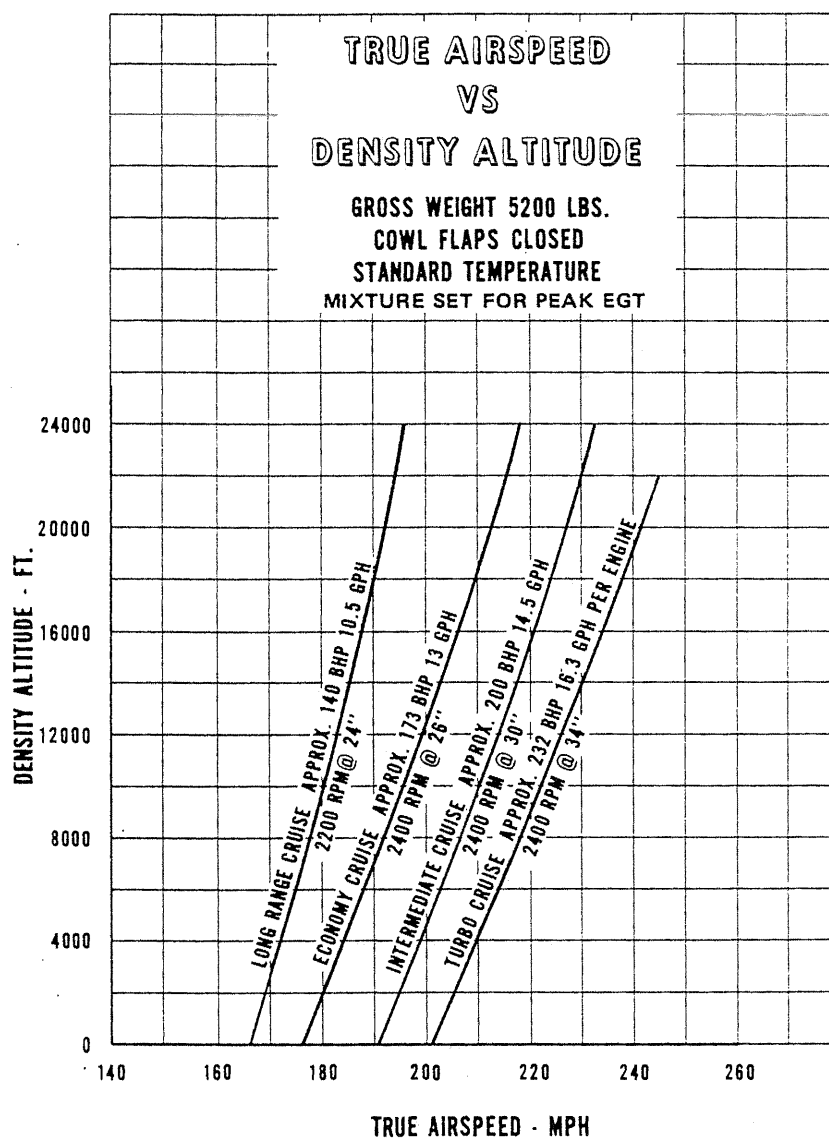 TRUE AIRSPEED
VS
DENSITY ALTITUDE
GROSS WEIGHT 5200 LBS.
COWL FLAPS CLOSED
STANDARD TEMPERATURE
MIXTURE SET FOR PEAK EGT
DENSITY ALTITUDE - FT.
24000
20000
16000
12000
8000
4000
0
LONG RANGE CRUISE APPROX. 140 BHP 10.5 GPH
2200 RPM @ 24"
ECONOMY CRUISE APPROX. 173 BHP 13 GPH
2400 RPM @ 26"
INTERMEDIATE CRUISE APPROX. 200 BHP 14.5 GPH
2400 RPM @ 30"
TURBO CRUISE APPROX. 232 BHP 16.3 GPH PER ENGINE
2400 RPM @ 34"
140 160 180 200 220 240 260
TRUE AIRSPEED - MPH